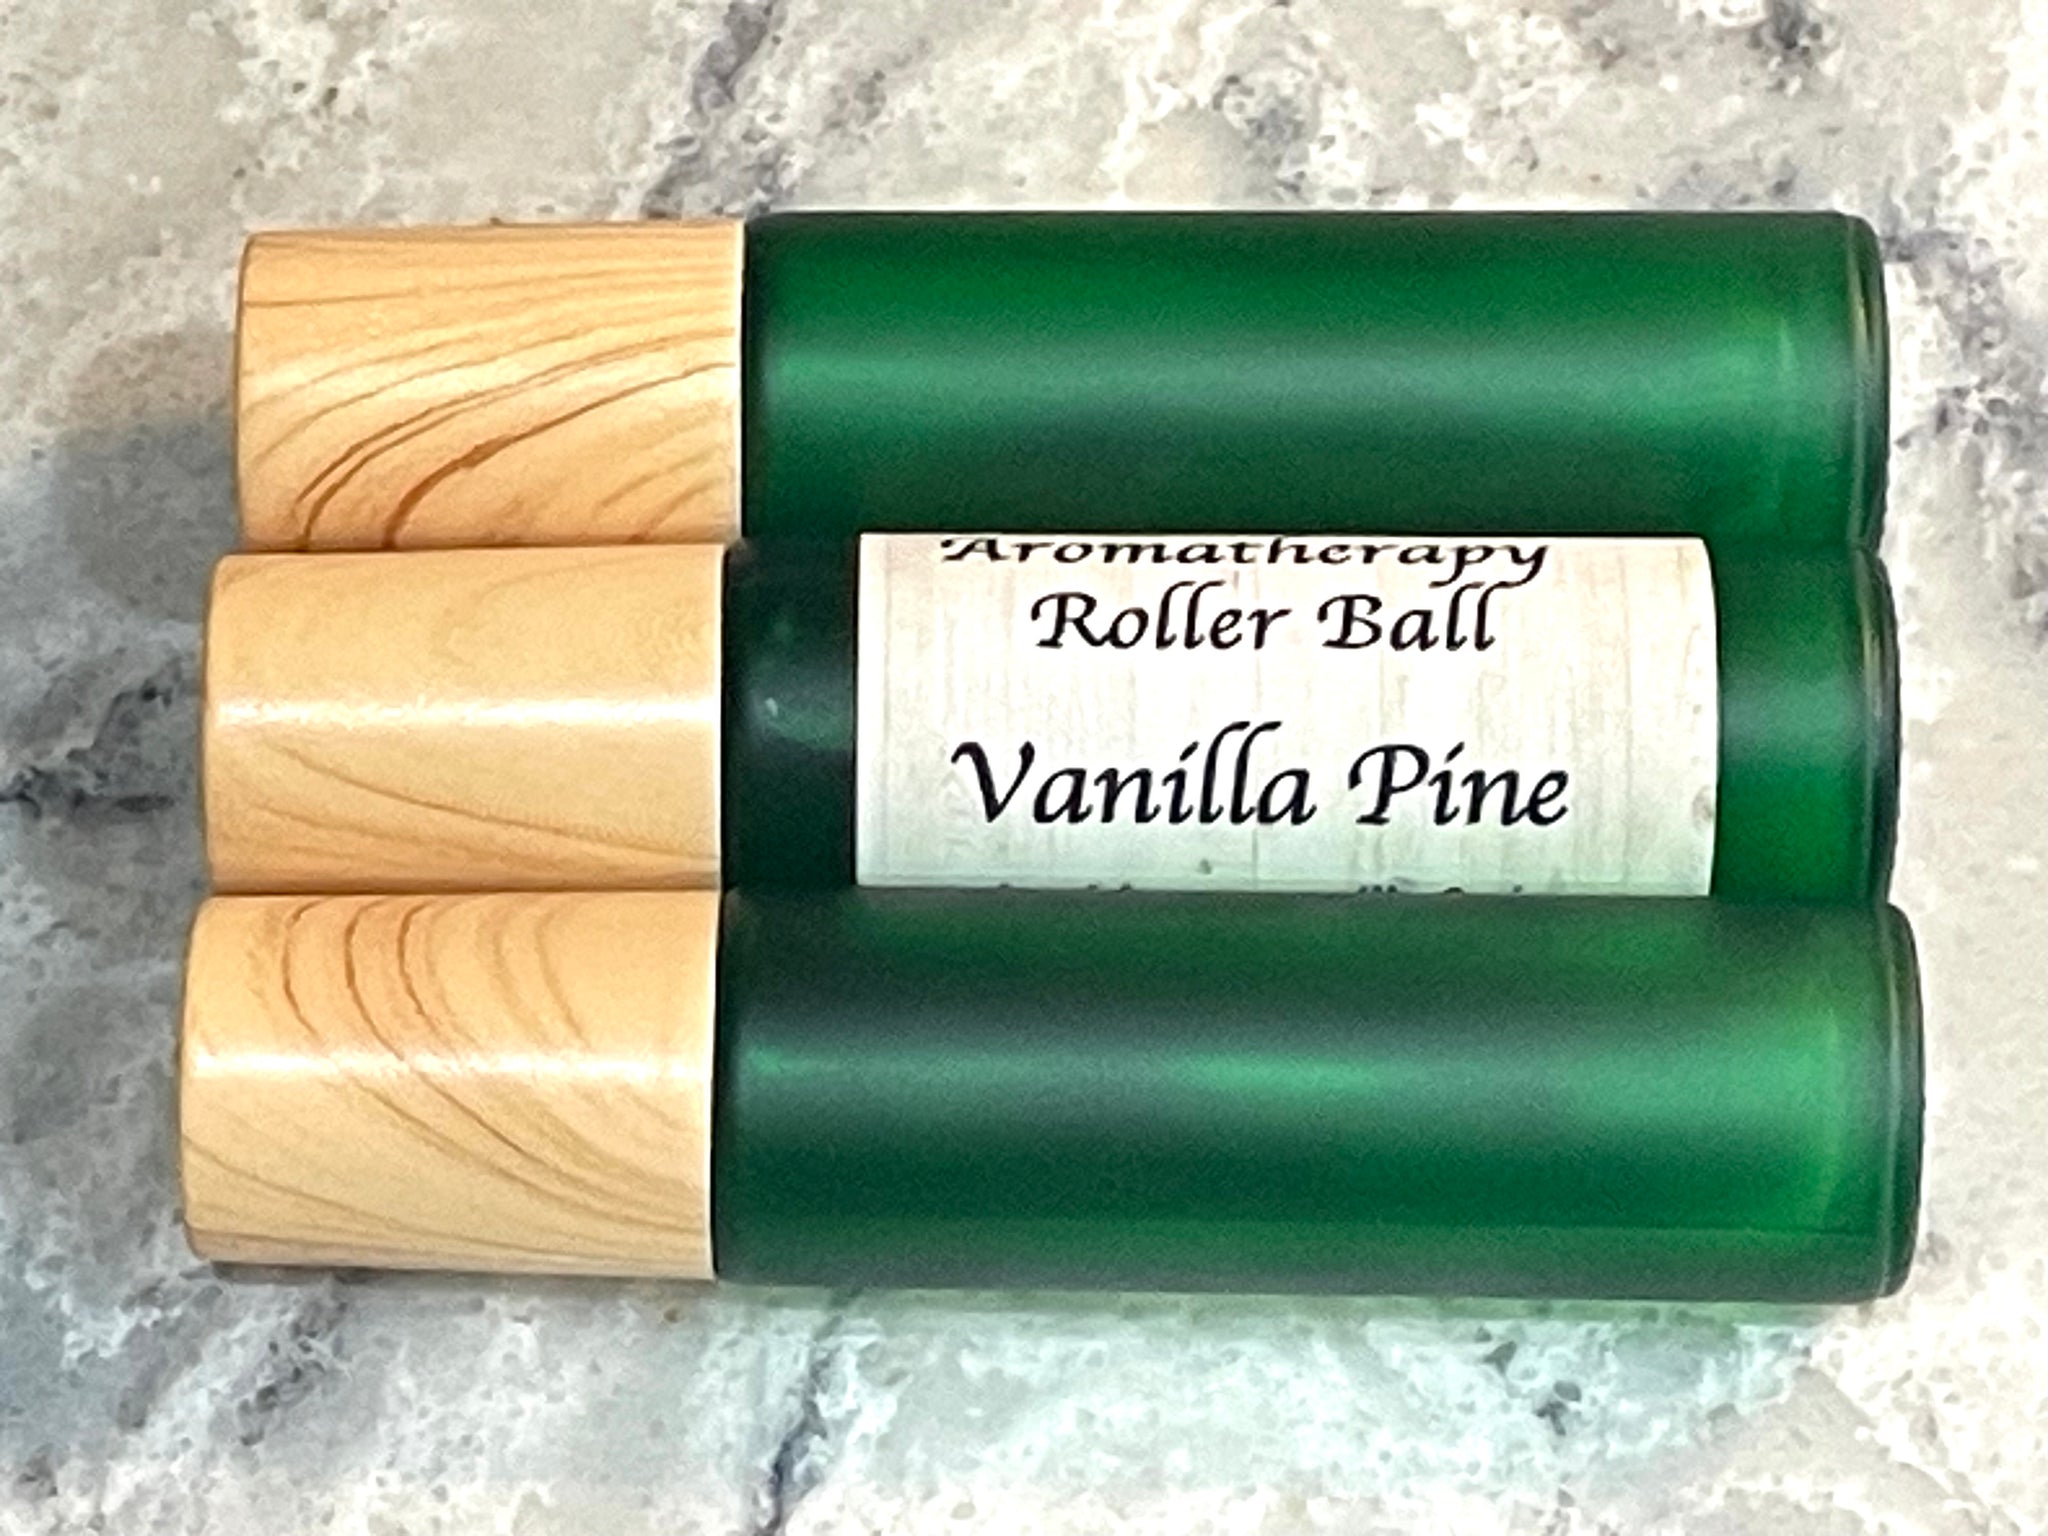 Aromatherapy
Roller Ball
Vanilla Pine